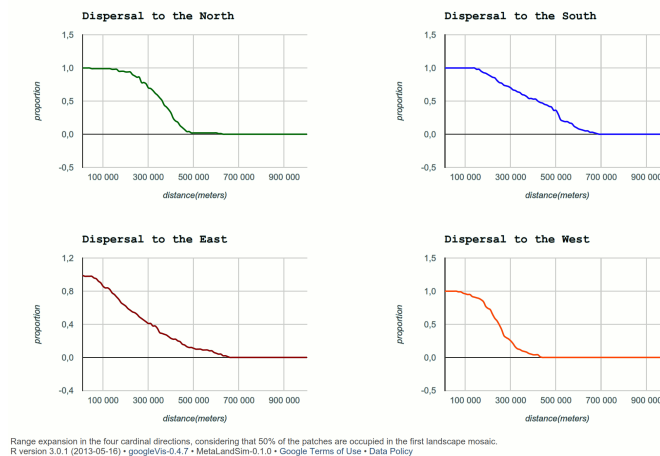 Dispersal to the North
1,5
1,0
0,5
0,0
-0,5
proportion
100 000 300 000 500 000 700 000 900 000
distance(meters)
Dispersal to the South
1,5
1,0
0,5
0,0
-0,5
proportion
100 000 300 000 500 000 700 000 900 000
distance(meters)
Dispersal to the East
1,2
0,8
0,4
0,0
-0,4
proportion
100 000 300 000 500 000 700 000 900 000
distance(meters)
Dispersal to the West
1,5
1,0
0,5
0,0
-0,5
proportion
100 000 300 000 500 000 700 000 900 000
distance(meters)
Range expansion in the four cardinal directions, considering that 50% of the patches are occupied in the first landscape mosaic.
R version 3.0.1 (2013-05-16) • googleVis-0.4.7 • MetaLandSim-0.1.0 • Google Terms of Use • Data Policy